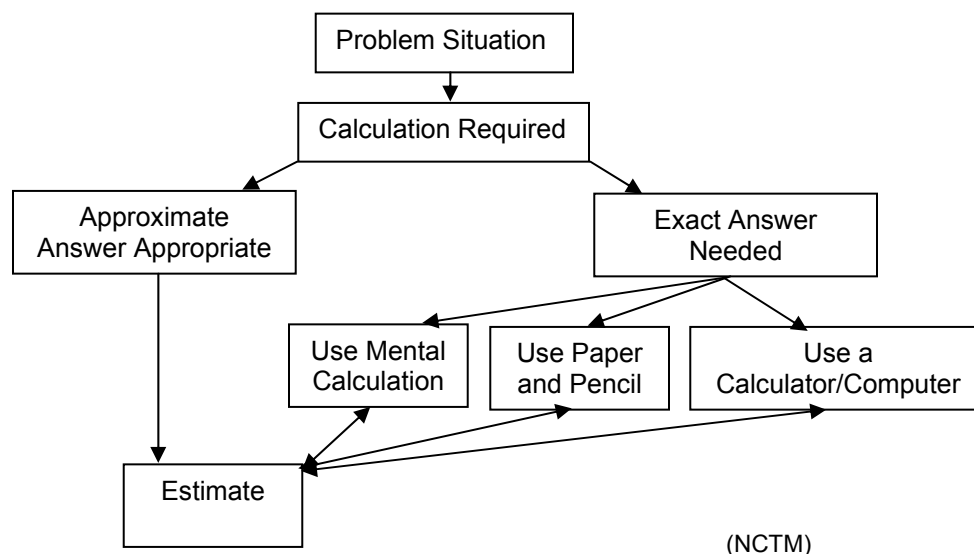 Problem Situation
Calculation Required
Approximate
Answer Appropriate
Exact Answer
Needed
Use Mental
Calculation
Use Paper
and Pencil
Use a
Calculator/Computer
Estimate
(NCTM)